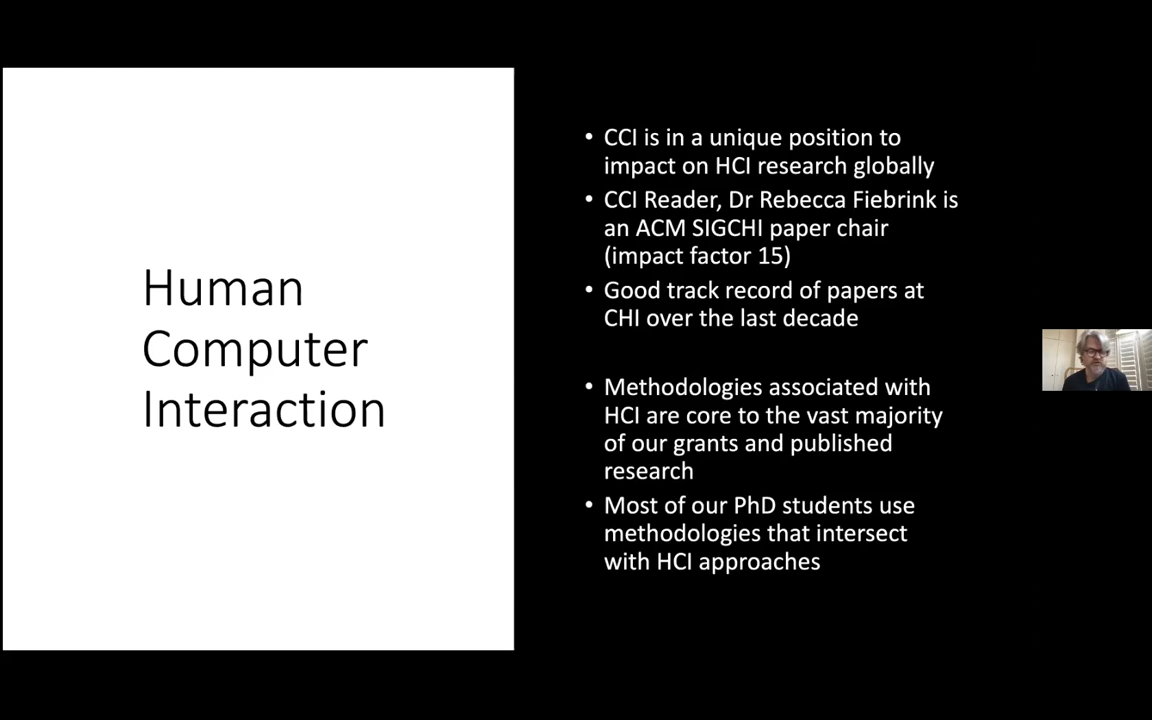 Human
Computer
Interaction
• CCI is in a unique position to
impact on HCI research globally
• CCI Reader, Dr Rebecca Fiebrink is
an ACM SIGCHI paper chair
(impact factor 15)
• Good track record of papers at
CHI over the last decade
• Methodologies associated with
HCI are core to the vast majority
of our grants and published
research
• Most of our PhD students use
methodologies that intersect
with HCI approaches